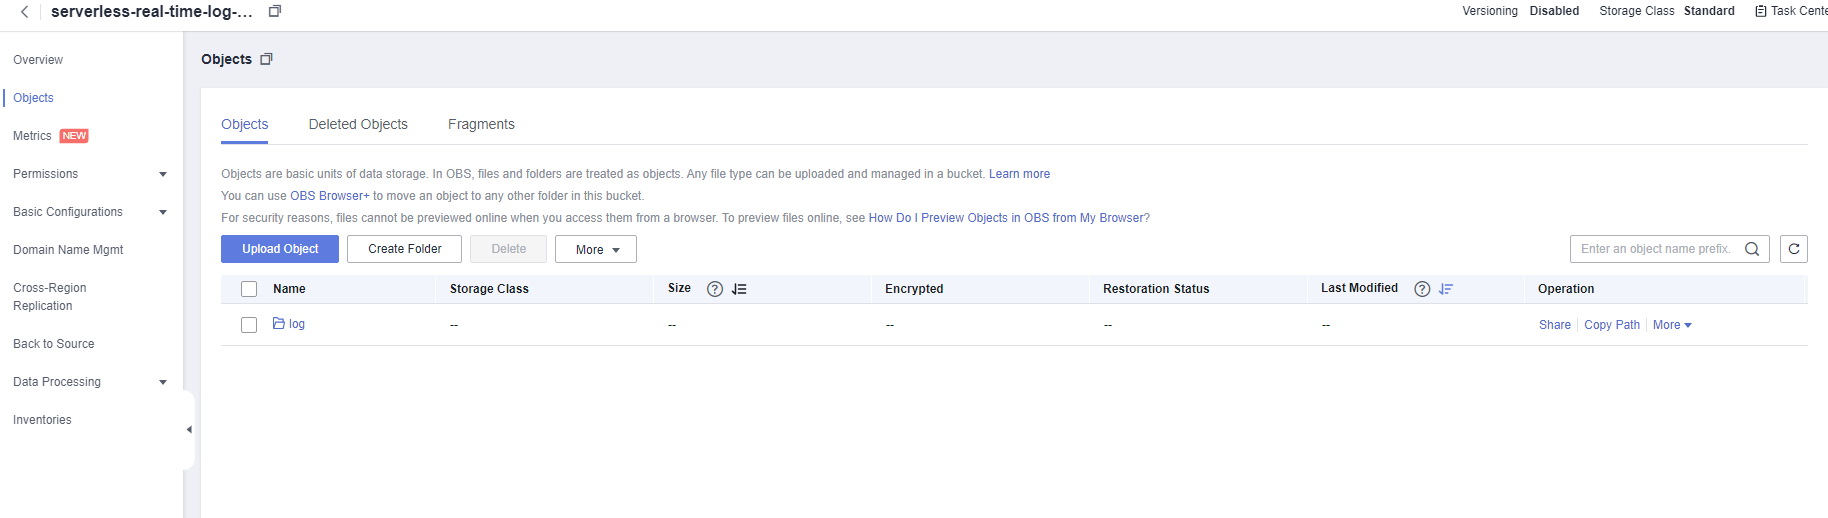 serverless-real-time-log-...
Versioning Disabled Storage Class Standard Task Cente
Overview
Objects
Metrics NEW
Permissions
Basic Configurations
Domain Name Mgmt
Cross-Region
Replication
Back to Source
Data Processing
Inventories
Objects
Objects Deleted Objects Fragments
Objects are basic units of data storage. In OBS, files and folders are treated as objects. Any file type can be uploaded and managed in a bucket. Learn more
You can use OBS Browser+ to move an object to any other folder in this bucket.
For security reasons, files cannot be previewed online when you access them from a browser. To preview files online, see How Do I Preview Objects in OBS from My Browser?
Upload Object Create Folder Delete More Enter an object name prefix.
Name Storage Class Size Encrypted Restoration Status Last Modified Operation
log -- -- -- -- -- Share Copy Path More